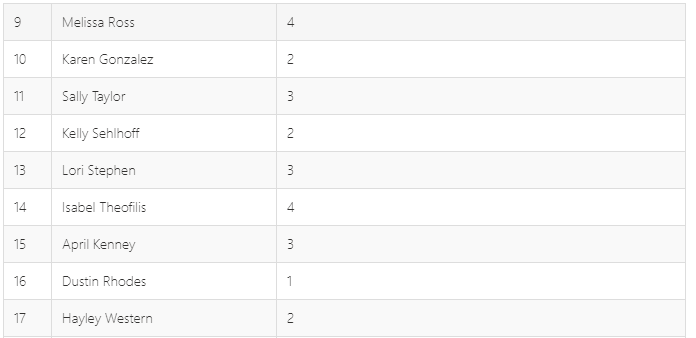 9 Melissa Ross 4
10 Karen Gonzalez 2
11 Sally Taylor 3
12 Kelly Sehlhoff 2
13 Lori Stephen 3
14 Isabel Theofilis 4
15 April Kenney 3
16 Dustin Rhodes 1
17 Hayley Western 2